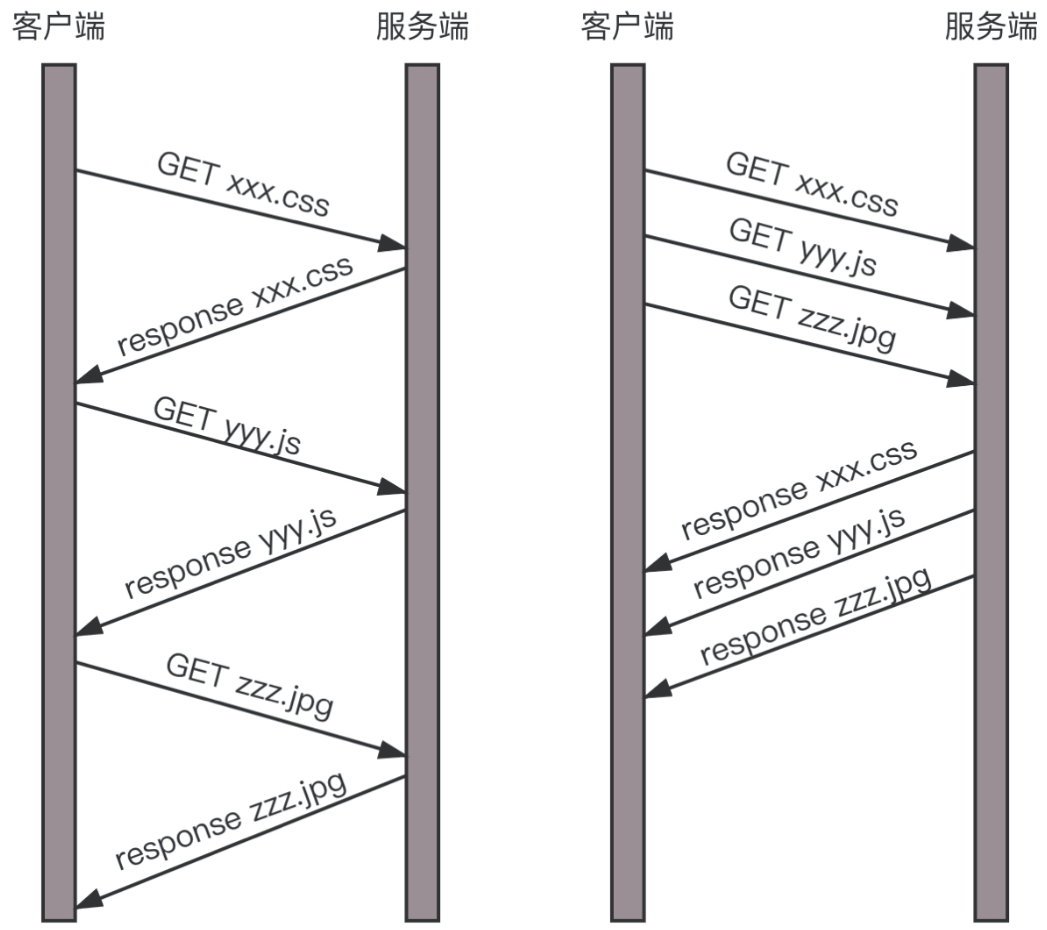 客户端
服务端
GET xxx.css
response xxx.css
GET yyy.js
response yyy.js
GET zzz.jpg
response zzz.jpg
客户端
服务端
GET xxx.css
GET yyy.js
GET zzz.jpg
response xxx.css
response yyy.js
response zzz.jpg